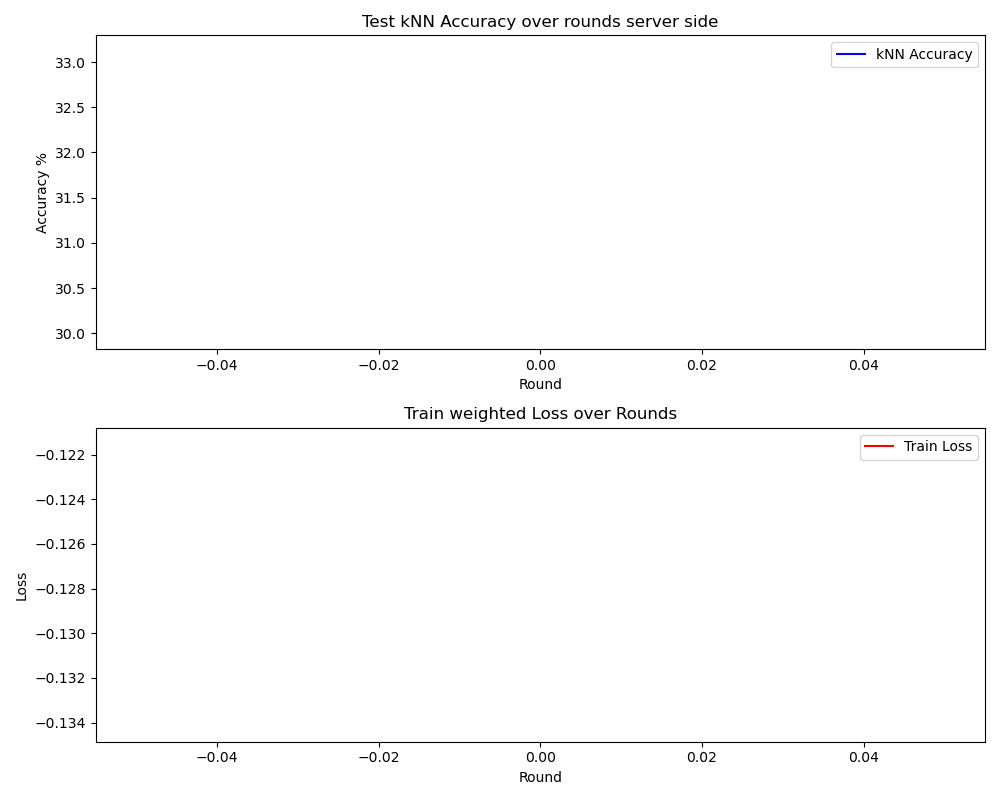 Test kNN Accuracy over rounds server side
kNN Accuracy
33.0
32.5
32.0
31.5
31.0
30.5
30.0
Accuracy %
−0.04 −0.02 0.00 0.02 0.04
Round
Train weighted Loss over Rounds
Train Loss
−0.122
−0.124
−0.126
−0.128
−0.130
−0.132
−0.134
Loss
−0.04 −0.02 0.00 0.02 0.04
Round